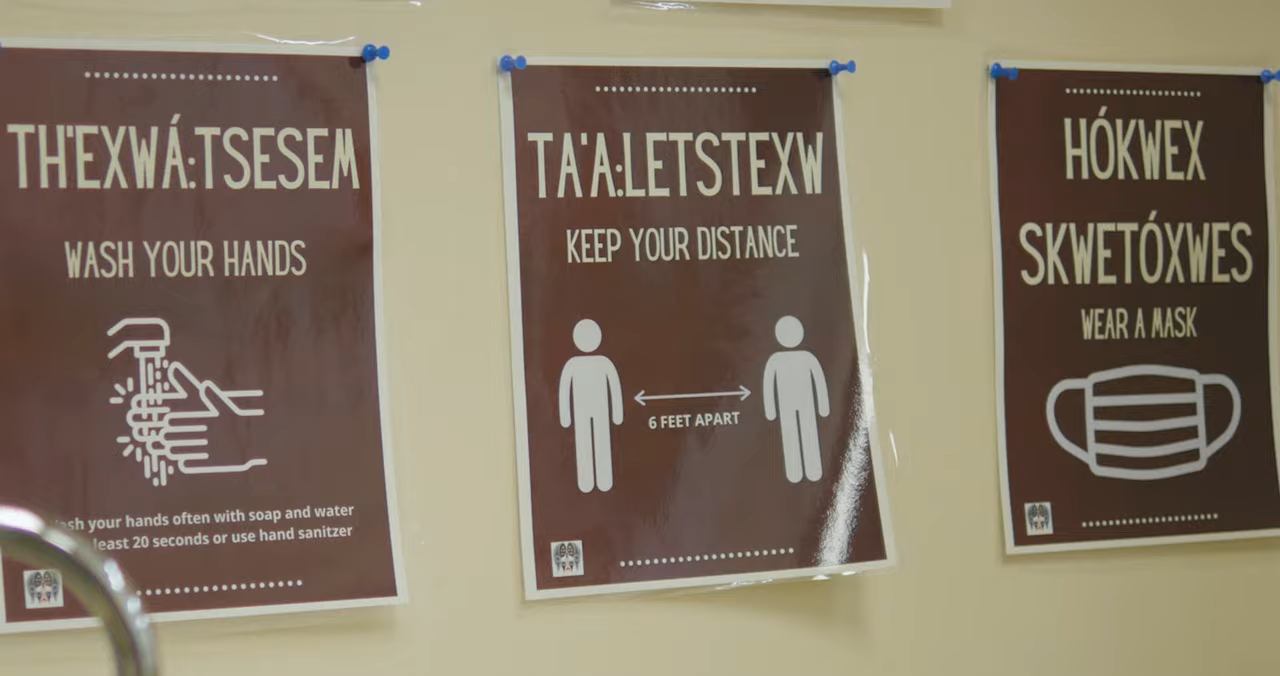 TH'EXWÁ:TSESEM
WASH YOUR HANDS
your hands often with soap and water
least 20 seconds or use hand sanitzer
TA'A:LETSTEXW
KEEP YOUR DISTANCE
6 FEET APART
HÓKWEX
SKWETÓXWES
WEAR A MASK